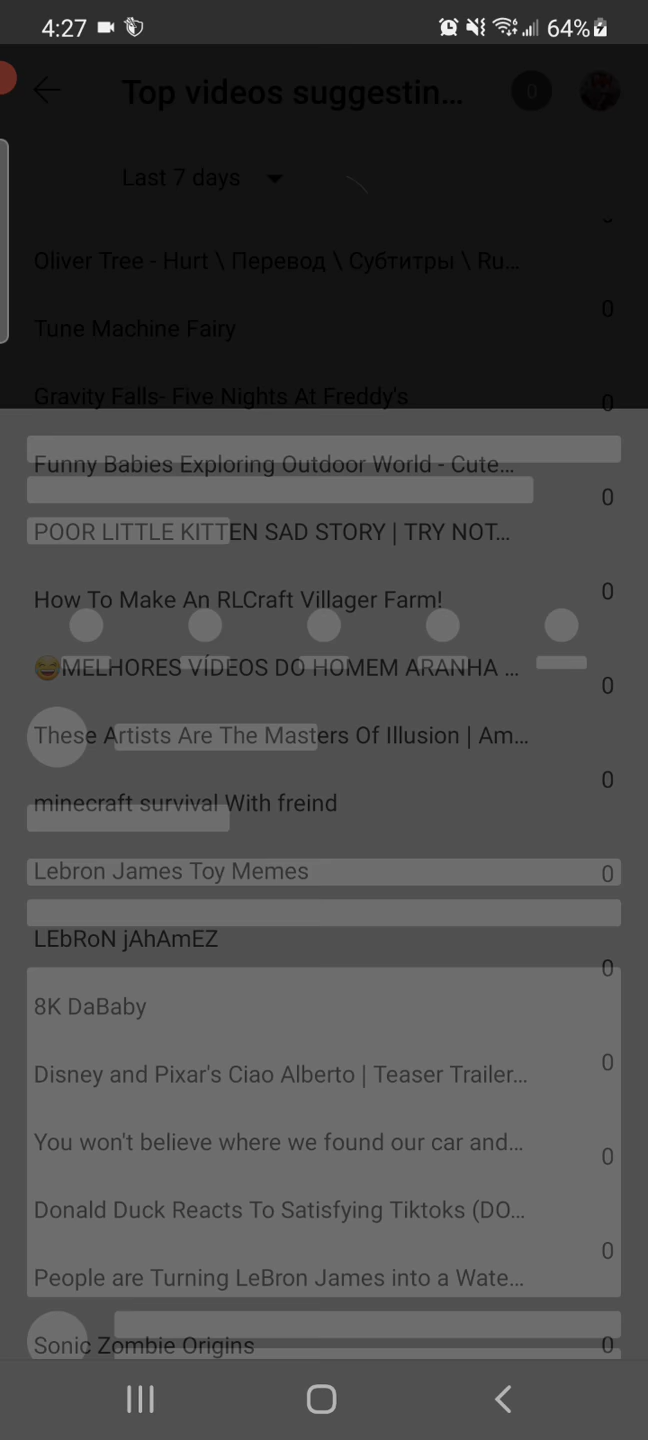 4:27 64%
Top videos suggestin... 0
Last 7 days
Oliver Tree - Hurt \ Перевод \ Субтитры \ Ru...
0
Tune Machine Fairy
Gravity Falls- Five Nights At Freddy's
0
Funny Babies Exploring Outdoor World - Cute...
0
POOR LITTLE KITTEN SAD STORY | TRY NOT...
0
How To Make An RLCraft Villager Farm!
😅MELHORES VÍDEOS DO HOMEM ARANHA ...
0
These Artists Are The Masters Of Illusion | Am...
0
minecraft survival With freind
Lebron James Toy Memes
0
LEbRoN jAhAmEZ
0
8K DaBaby
0
Disney and Pixar's Ciao Alberto | Teaser Trailer...
You won't believe where we found our car and...
0
Donald Duck Reacts To Satisfying Tiktoks (DO...
0
People are Turning LeBron James into a Wate...
Sonic Zombie Origins
0